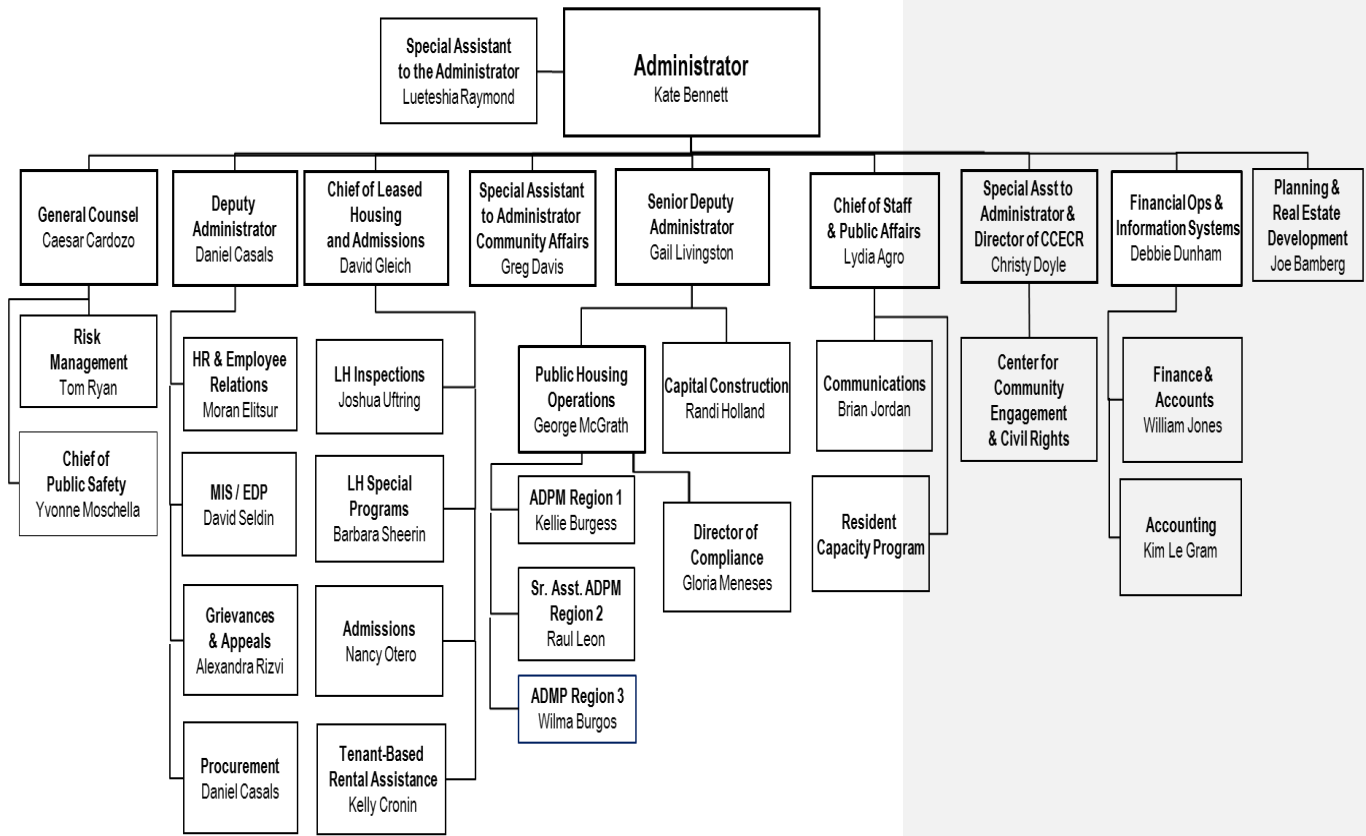 Special Assistant
to the Administrator
Lueteshia Raymond
Administrator
Kate Bennett
General Counsel
Caesar Cardozo
Deputy
Administrator
Daniel Casals
Chief of Leased
Housing
and Admissions
David Gleich
Special Assistant
to Administrator
Community Affairs
Greg Davis
Senior Deputy
Administrator
Gail Livingston
Chief of Staff
& Public Affairs
Lydia Agro
Special Asst to
Administrator &
Director of CCECR
Christy Doyle
Financial Ops &
Information Systems
Debbie Dunham
Planning &
Real Estate
Development
Joe Bamberg
Risk
Management
Tom Ryan
Chief of
Public Safety
Yvonne Moschella
HR & Employee
Relations
Moran Elitsur
MIS / EDP
David Seldin
Grievances
& Appeals
Alexandra Rizvi
Procurement
Daniel Casals
LH Inspections
Joshua Uftring
LH Special
Programs
Barbara Sheerin
Admissions
Nancy Otero
Tenant-Based
Rental Assistance
Kelly Cronin
Public Housing
Operations
George McGrath
Capital Construction
Randi Holland
ADPM Region 1
Kellie Burgess
Sr. Asst. ADPM
Region 2
Raul Leon
ADMP Region 3
Wilma Burgos
Director of
Compliance
Gloria Meneses
Communications
Brian Jordan
Resident
Capacity Program
Center for
Community
Engagement
& Civil Rights
Finance &
Accounts
William Jones
Accounting
Kim Le Gram